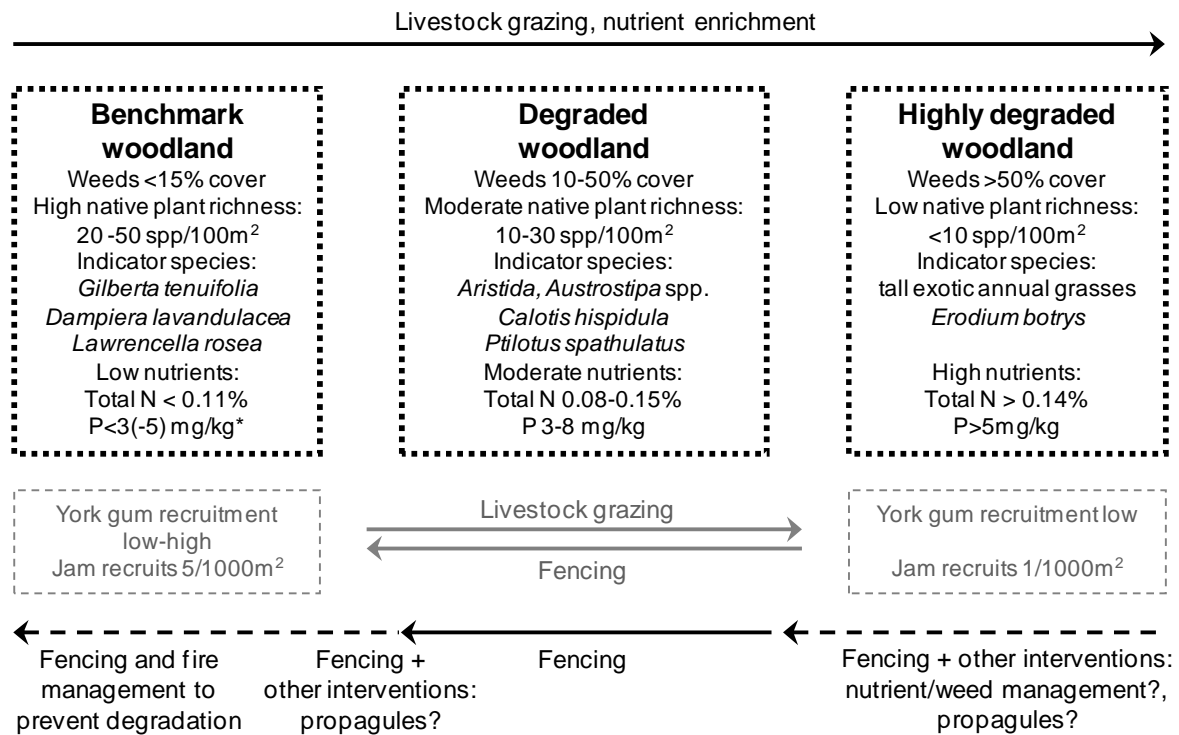 Livestock grazing, nutrient enrichment
Benchmark
woodland
Weeds <15% cover
High native plant richness:
20 -50 spp/100m²
Indicator species:
Gilberta tenuifolia
Dampiera lavandulacea
Lawrencella rosea
Low nutrients:
Total N < 0.11%
P<3(-5) mg/kg*
Degraded
woodland
Weeds 10-50% cover
Moderate native plant richness:
10-30 spp/100m²
Indicator species:
Aristida, Austrostipa spp.
Calotis hispidula
Ptilotus spathulatus
Moderate nutrients:
Total N 0.08-0.15%
P 3-8 mg/kg
Highly degraded
woodland
Weeds >50% cover
Low native plant richness:
<10 spp/100m²
Indicator species:
tall exotic annual grasses
Erodium botrys
High nutrients:
Total N > 0.14%
P>5mg/kg
York gum recruitment
low-high
Jam recruits 5/1000m²
Livestock grazing
Fencing
York gum recruitment low
Jam recruits 1/1000m²
Fencing and fire
management to
prevent degradation
Fencing +
other interventions:
propagules?
Fencing
Fencing + other interventions:
nutrient/weed management?,
propagules?